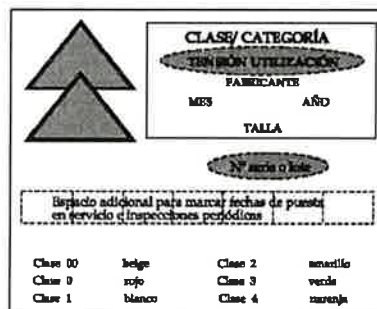 CLASE/ CATEGORÍA
TENSIÓN UTILIZACIÓN
FABRICANTE
MES AÑO
TALLA
Nº serie o lote
Espacio adicional para marcar fechas de puesta
en servicio e inspecciones periódicas
Clase 00 beige Clase 2 amarillo
Clase 0 rojo Clase 3 verde
Clase 1 blanco Clase 4 naranja